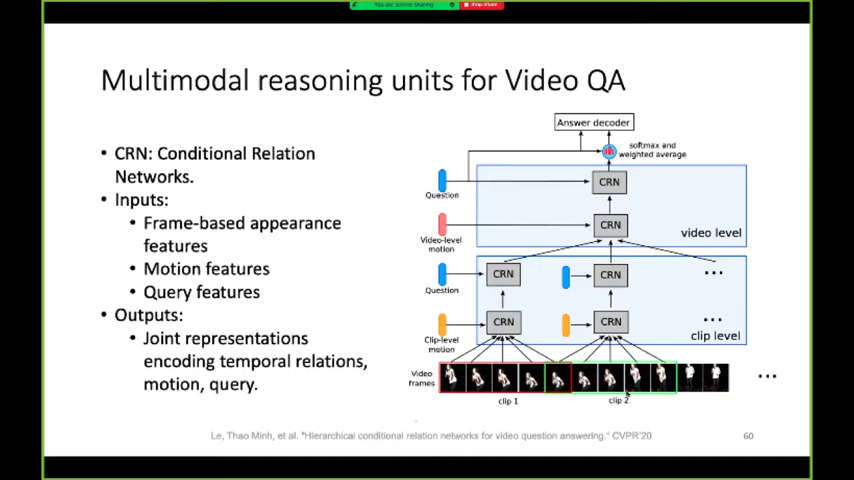 You are screen sharing
Stop Share
Multimodal reasoning units for Video QA
• CRN: Conditional Relation
Networks.
• Inputs:
• Frame-based appearance
features
• Motion features
• Query features
• Outputs:
• Joint representations
encoding temporal relations,
motion, query.
Answer decoder
softmax and
weighted average
Question
CRN
Video-level
motion
CRN
video level
Question
CRN
CRN
...
Clip-level
motion
CRN
CRN
...
clip level
Video
frames
...
clip 1
clip 2
Le, Thao Minh, et al. "Hierarchical conditional relation networks for video question answering." CVPR'20
60